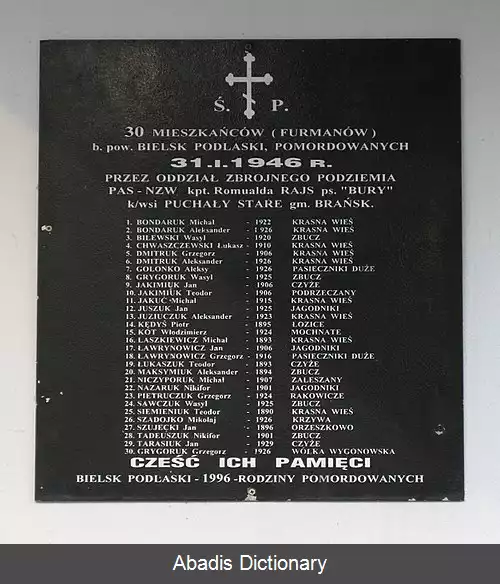 Ś. P.
30 MIESZKAŃCÓW ( FURMANÓW )
b. pow. BIELSK PODLASKI, POMORDOWANYCH
31.I.1946 R.
PRZEZ ODDZIAŁ ZBROJNEGO PODZIEMIA
PAS - NZW kpt. Romualda RAJS ps. "BURY"
k/wsi PUCHAŁY STARE gm. BRAŃSK.
1. BONDARUK Michał - 1922 KRASNA WIEŚ
2. BONDARUK Aleksander - 1926 KRASNA WIEŚ
3. BILEWSKI Wasyl - 1920 ZBUCZ
4. CHWASZCZEWSKI Łukasz - 1910 KRASNA WIEŚ
5. DMITRUK Grzegorz - 1906 KRASNA WIEŚ
6. DMITRUK Aleksander - 1926 KRASNA WIEŚ
7. GOLONKO Aleksy - 1926 PASIECZNIKI DUŻE
8. GRYGORUK Wasyl - 1925 ZBUCZ
9. JAKIMIUK Jan - 1906 CZYŻE
10. JAKIMIUK Teodor - 1906 PODRZECZANY
11. JAKUĆ Michał - 1915 KRASNA WIEŚ
12. JUSZUK Jan - 1925 JAGODNIKI
13. JUZIUCZUK Aleksander - 1923 KRASNA WIEŚ
14. KĘDYŚ Piotr - 1895 ŁOZICE
15. KOT Włodzimierz - 1924 MOCHNATE
16. LASZKIEWICZ Michał - 1893 KRASNA WIEŚ
17. ŁAWRYNOWICZ Jan - 1906 JAGODNIKI
18. ŁAWRYNOWICZ Grzegorz - 1916 PASIECZNIKI DUŻE
19. ŁUKASZUK Teodor - 1893 CZYŻE
20. MAKSYMIUK Aleksander - 1894 ZBUCZ
21. NICZYPORUK Michał - 1907 ZALESZANY
22. NAZARUK Nikifor - 1901 JAGODNIKI
23. PIETRUCZUK Grzegorz - 1924 RAKOWICZE
24. SAWCZUK Wasyl - 1925 ZBUCZ
25. SIEMIENIUK Teodor - 1890 KRASNA WIEŚ
26. SZADOJKO Mikołaj - 1926 KRZYWA
27. SZUJĘCKI Jan - 1896 ORZESZKOWO
28. TADEUSZUK Nikifor - 1901 ZBUCZ
29. TARASIUK Jan - 1929 CZYŻE
30. GRYGORUK Grzegorz - 1926 WÓLKA WYGONOWSKA
CZEŚĆ ICH PAMIĘCI
BIELSK PODLASKI - 1996 - RODZINY POMORDOWANYCH
Abadis Dictionary